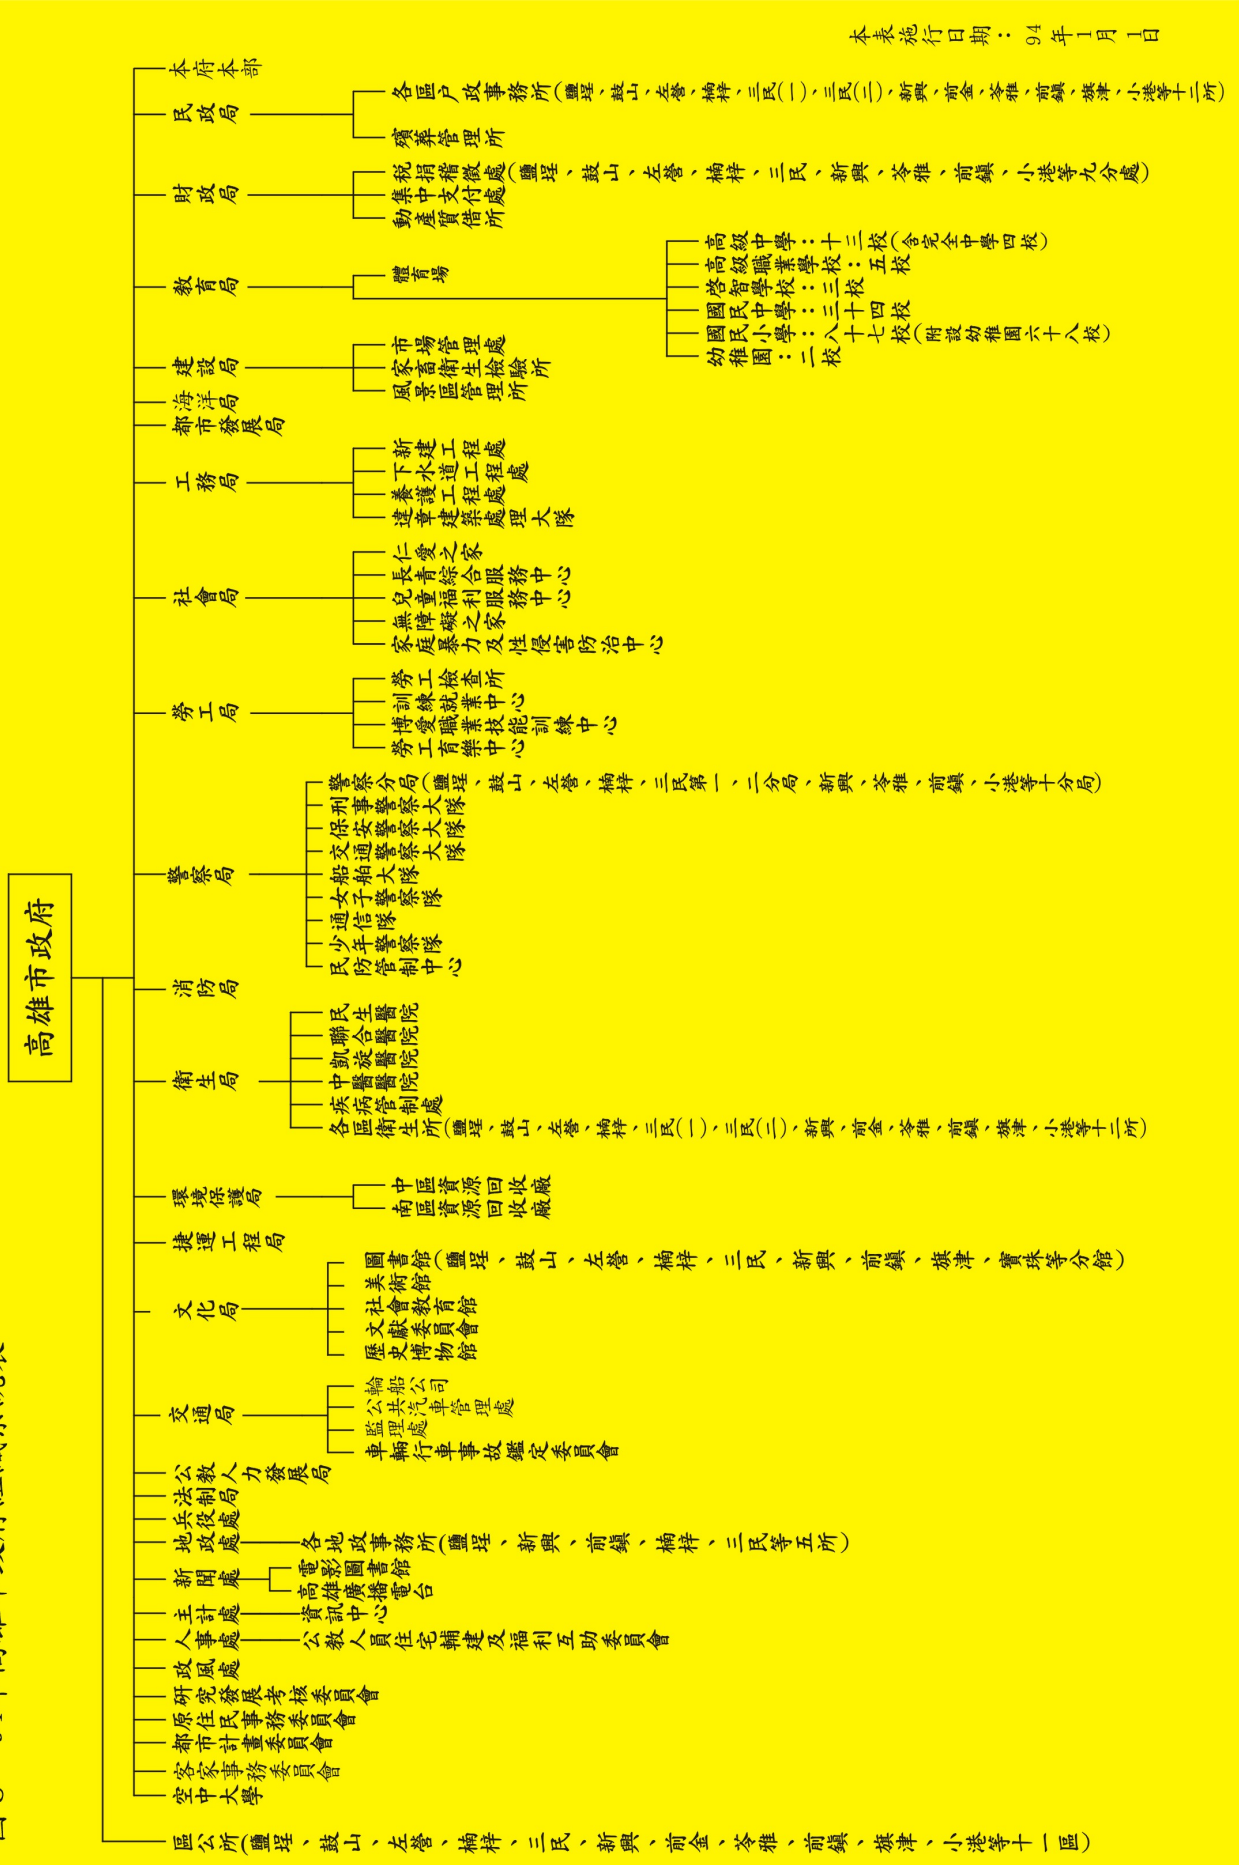 高雄市政府
本表施行日期：94年1月1日
本府本部
民政局
各區戶政事務所(鹽埕、鼓山、左營、楠梓、三民(一)、三民(二)、新興、前金、苓雅、前鎮、旗津、小港等十二所)
殯葬管理所
財政局
稅捐稽徵處(鹽埕、鼓山、左營、楠梓、三民、新興、苓雅、前鎮、小港等九分處)
集中支付處
動產質借所
教育局
體育場
高級中學：十三校(含完全中學四校)
高級職業學校：五校
啓智學校：三校
國民中學：三十四校
國民小學：八十七校(附設幼稚園六十八校)
幼稚園：二校
建設局
市場管理處
家畜衛生檢驗所
風景區管理所
海洋局
都市發展局
工務局
新建工程處
下水道工程處
養護工程處
違章建築處理大隊
社會局
仁愛之家
長青綜合服務中心
兒童福利服務中心
無障礙之家
家庭暴力及性侵害防治中心
勞工局
勞工檢查所
訓練就業中心
博愛職業技能訓練中心
勞工育樂中心
警察局
警察分局(鹽埕、鼓山、左營、楠梓、三民第一、二分局、新興、苓雅、前鎮、小港等十分局)
刑事警察大隊
保安警察大隊
交通警察大隊
船舶大隊
女子警察隊
通信隊
少年警察隊
民防管制中心
消防局
衛生局
民生醫院
聯合醫院
凱旋醫院
中醫醫院
疾病管制處
各區衛生所(鹽埕、鼓山、左營、楠梓、三民(一)、三民(二)、新興、前金、苓雅、前鎮、旗津、小港等十二所)
環境保護局
中區資源回收廠
南區資源回收廠
捷運工程局
文化局
圖書館(鹽埕、鼓山、左營、楠梓、三民、新興、前鎮、旗津、寶珠等分館)
美術館
社會教育館
文獻委員會
歷史博物館
交通局
輪船公司
公共汽車管理處
監理處
車輛行車事故鑑定委員會
公教人力發展局
法制局
兵役處
地政處
各地政事務所(鹽埕、新興、前鎮、楠梓、三民等五所)
新聞處
電影圖書館
高雄廣播電台
主計處
資訊中心
人事處
公教人員住宅輔建及福利互助委員會
政風處
研究發展考核委員會
原住民事務委員會
都市計畫委員會
客家事務委員會
空中大學
區公所(鹽埕、鼓山、左營、楠梓、三民、新興、前金、苓雅、前鎮、旗津、小港等十一區)